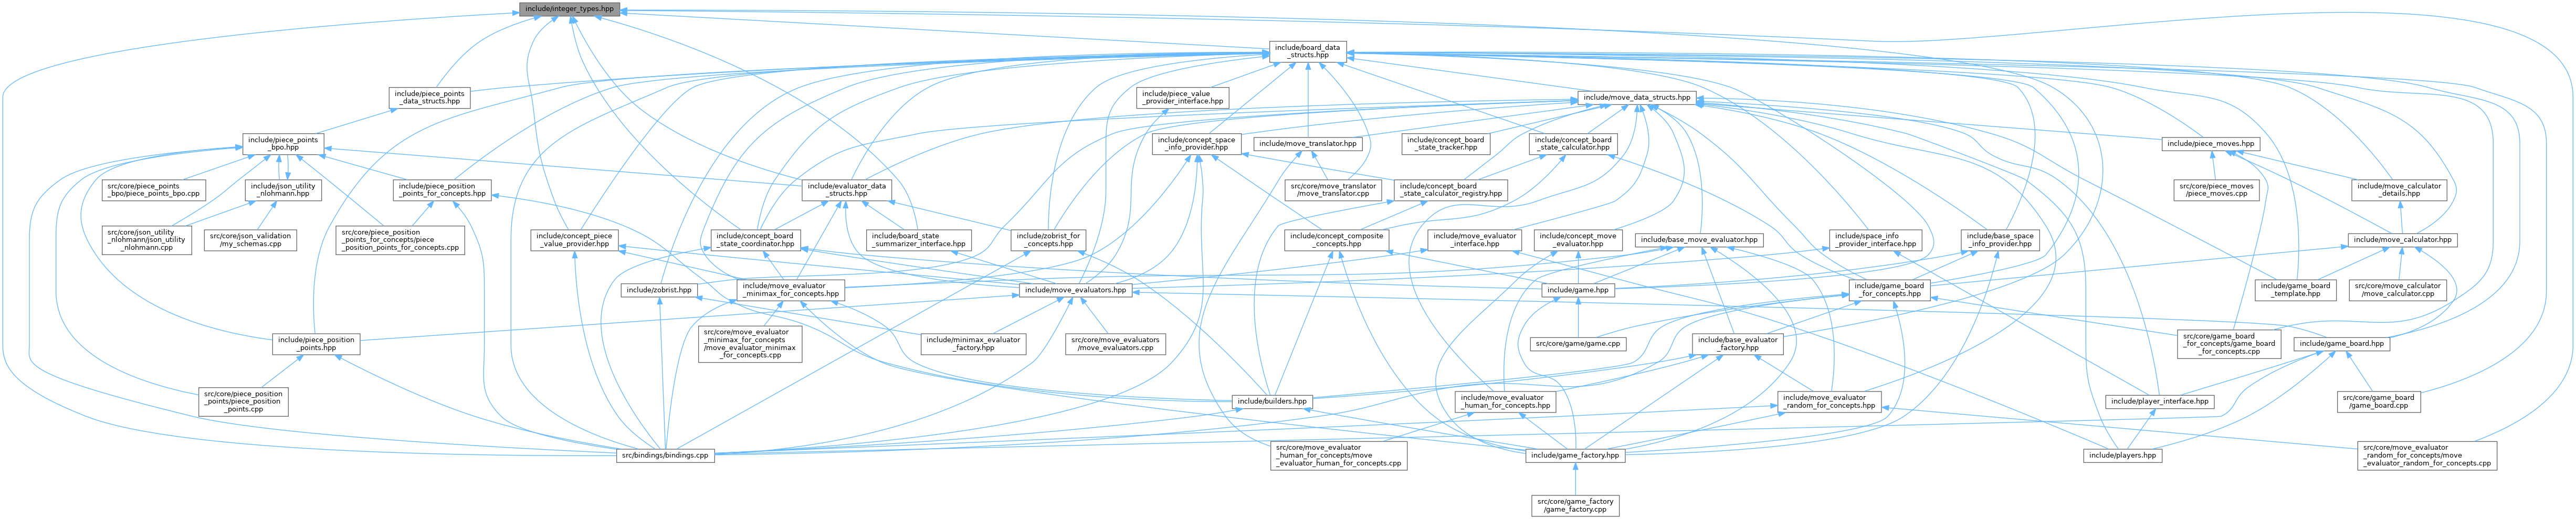 include/integer_types.hpp
include/board_data
_structs.hpp
include/piece_points
_data_structs.hpp
include/piece_value
_provider_interface.hpp
include/move_data_structs.hpp
include/piece_points
_bpo.hpp
include/concept_space
_info_provider.hpp
include/move_translator.hpp
include/concept_board
_state_tracker.hpp
include/concept_board
_state_calculator.hpp
include/piece_moves.hpp
src/core/piece_points
_bpo/piece_points_bpo.cpp
include/json_utility
_nlohmann.hpp
include/piece_position
_points_for_concepts.hpp
include/evaluator_data
_structs.hpp
src/core/move_translator
/move_translator.cpp
include/concept_board
_state_calculator_registry.hpp
src/core/piece_moves
/piece_moves.cpp
include/move_calculator
_details.hpp
src/core/json_utility
_nlohmann/json_utility
_nlohmann.cpp
src/core/json_validation
/my_schemas.cpp
src/core/piece_position
_points_for_concepts/piece
_position_points_for_concepts.cpp
include/concept_piece
_value_provider.hpp
include/concept_board
_state_coordinator.hpp
include/board_state
_summarizer_interface.hpp
include/zobrist_for
_concepts.hpp
include/concept_composite
_concepts.hpp
include/move_evaluator
_interface.hpp
include/concept_move
_evaluator.hpp
include/base_move_evaluator.hpp
include/space_info
_provider_interface.hpp
include/base_space
_info_provider.hpp
include/move_calculator.hpp
include/zobrist.hpp
include/move_evaluator
_minimax_for_concepts.hpp
include/move_evaluators.hpp
include/game.hpp
include/game_board
_for_concepts.hpp
include/game_board
_template.hpp
src/core/move_calculator
/move_calculator.cpp
include/piece_position
_points.hpp
src/core/move_evaluator
_minimax_for_concepts
/move_evaluator_minimax
_for_concepts.cpp
include/minimax_evaluator
_factory.hpp
src/core/move_evaluators
/move_evaluators.cpp
src/core/game/game.cpp
include/base_evaluator
_factory.hpp
src/core/game_board
_for_concepts/game_board
_for_concepts.cpp
include/game_board.hpp
src/core/piece_position
_points/piece_position
_points.cpp
include/builders.hpp
include/move_evaluator
_human_for_concepts.hpp
include/move_evaluator
_random_for_concepts.hpp
include/player_interface.hpp
src/core/game_board
/game_board.cpp
src/bindings/bindings.cpp
src/core/move_evaluator
_human_for_concepts/move
_evaluator_human_for_concepts.cpp
include/game_factory.hpp
include/players.hpp
src/core/move_evaluator
_random_for_concepts/move
_evaluator_random_for_concepts.cpp
src/core/game_factory
/game_factory.cpp